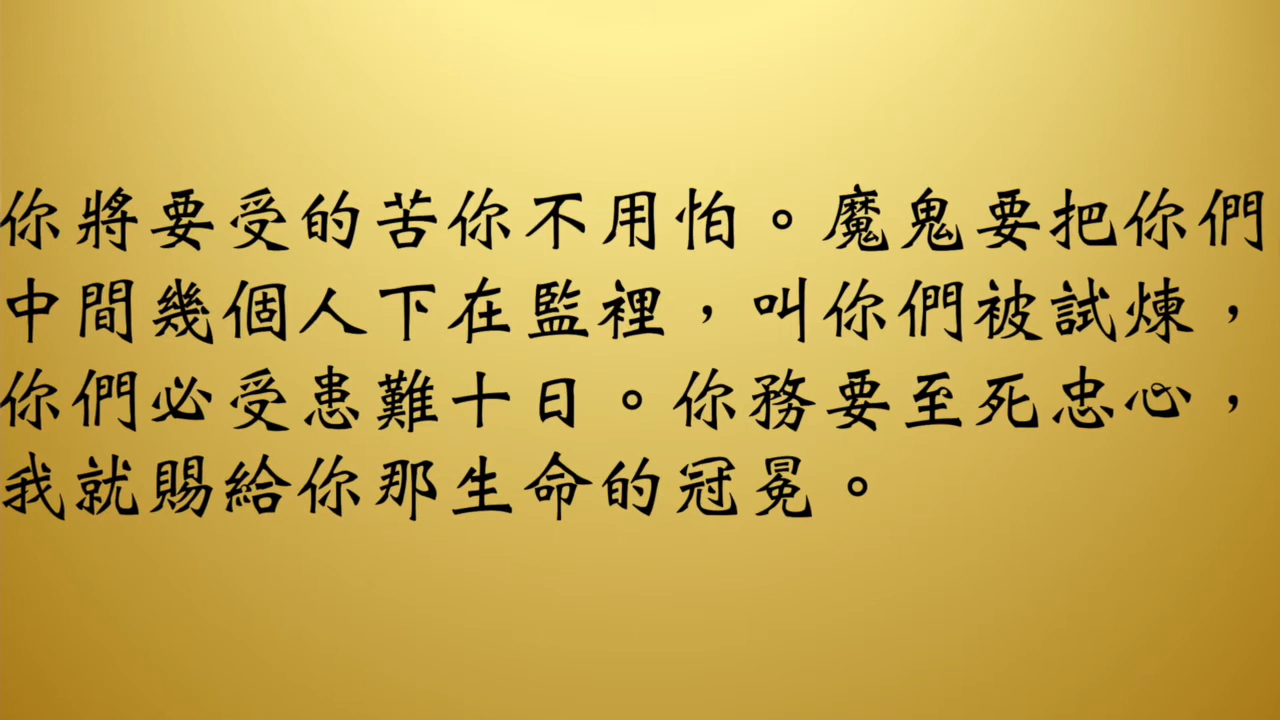 你將要受的苦你不用怕。魔鬼要把你們
中間幾個人下在監裡，叫你們被試煉，
你們必受患難十日。你務要至死忠心，
我就賜給你那生命的冠冕。